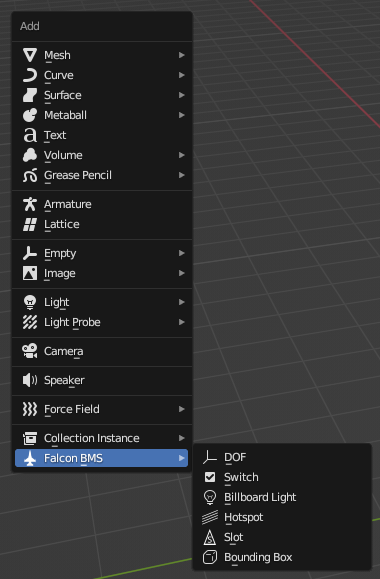 Add
Mesh
Curve
Surface
Metaball
Text
Volume
Grease Pencil
Armature
Lattice
Empty
Image
Light
Light Probe
Camera
Speaker
Force Field
Collection Instance
Falcon BMS
DOF
Switch
Billboard Light
Hotspot
Slot
Bounding Box